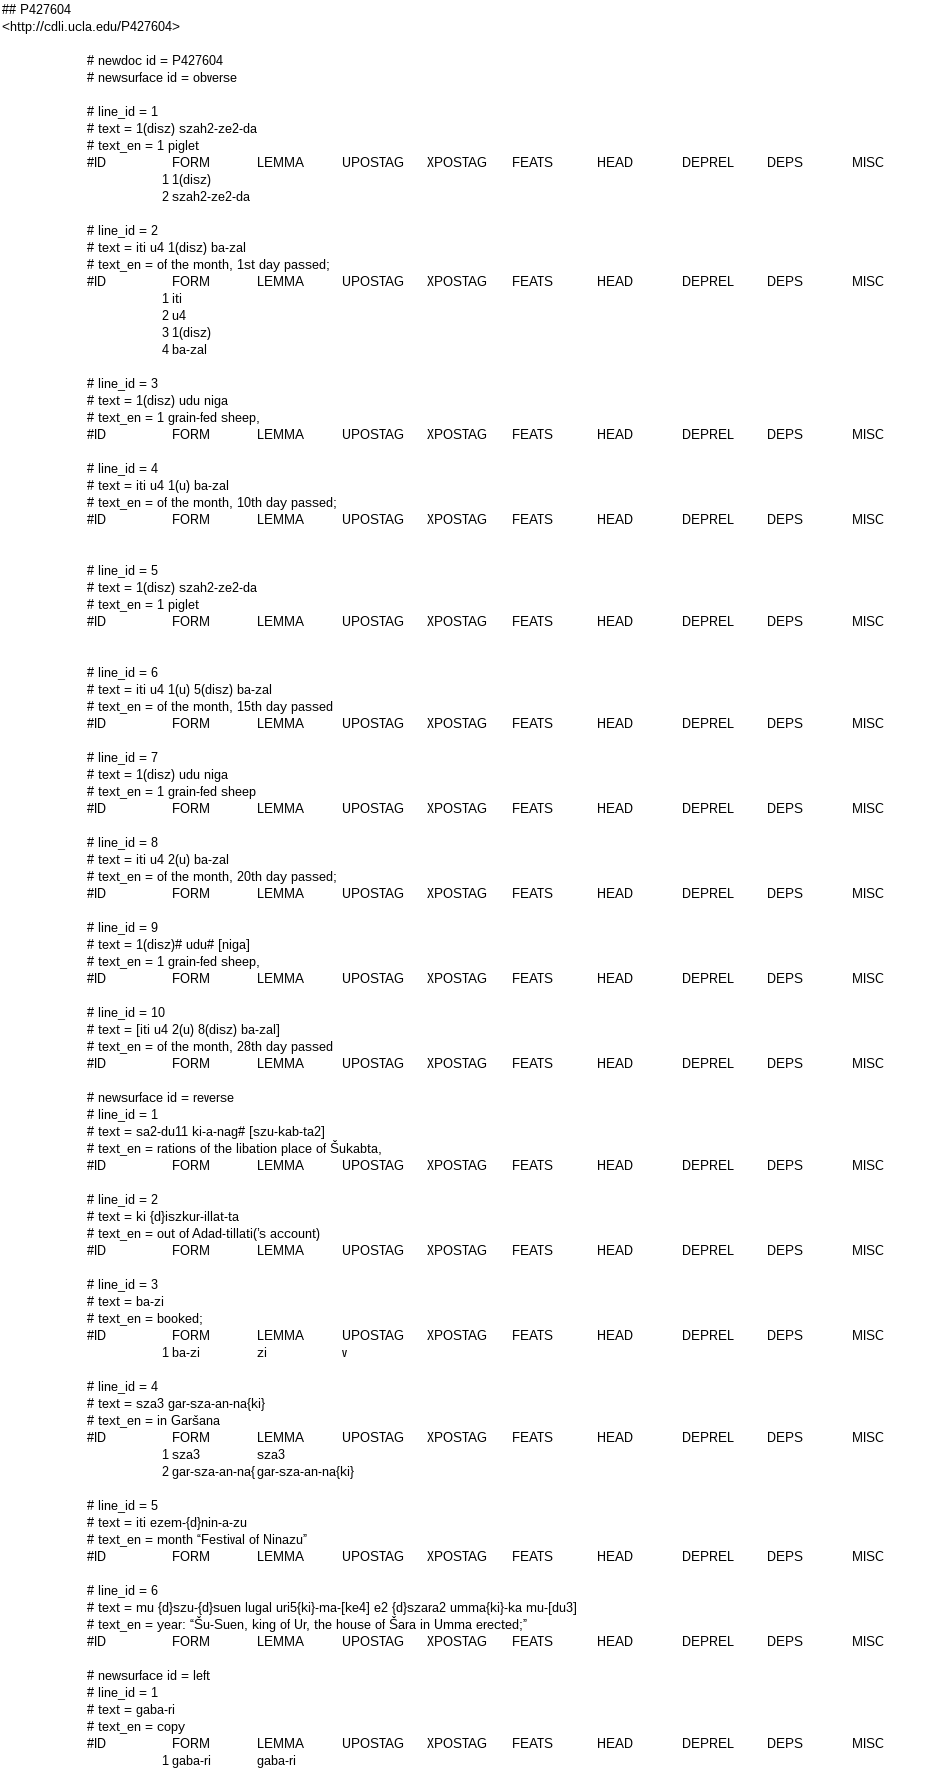 ## P427604
<http://cdli.ucla.edu/P427604>
# newdoc id = P427604
# newsurface id = obverse
# line_id = 1
# text = 1(disz) szah2-ze2-da
# text_en = 1 piglet
#ID FORM LEMMA UPOSTAG XPOSTAG FEATS HEAD DEPREL DEPS MISC
1 1(disz)
2 szah2-ze2-da
# line_id = 2
# text = iti u4 1(disz) ba-zal
# text_en = of the month, 1st day passed;
#ID FORM LEMMA UPOSTAG XPOSTAG FEATS HEAD DEPREL DEPS MISC
1 iti
2 u4
3 1(disz)
4 ba-zal
# line_id = 3
# text = 1(disz) udu niga
# text_en = 1 grain-fed sheep,
#ID FORM LEMMA UPOSTAG XPOSTAG FEATS HEAD DEPREL DEPS MISC
# line_id = 4
# text = iti u4 1(u) ba-zal
# text_en = of the month, 10th day passed;
#ID FORM LEMMA UPOSTAG XPOSTAG FEATS HEAD DEPREL DEPS MISC
# line_id = 5
# text = 1(disz) szah2-ze2-da
# text_en = 1 piglet
#ID FORM LEMMA UPOSTAG XPOSTAG FEATS HEAD DEPREL DEPS MISC
# line_id = 6
# text = iti u4 1(u) 5(disz) ba-zal
# text_en = of the month, 15th day passed
#ID FORM LEMMA UPOSTAG XPOSTAG FEATS HEAD DEPREL DEPS MISC
# line_id = 7
# text = 1(disz) udu niga
# text_en = 1 grain-fed sheep
#ID FORM LEMMA UPOSTAG XPOSTAG FEATS HEAD DEPREL DEPS MISC
# line_id = 8
# text = iti u4 2(u) ba-zal
# text_en = of the month, 20th day passed;
#ID FORM LEMMA UPOSTAG XPOSTAG FEATS HEAD DEPREL DEPS MISC
# line_id = 9
# text = 1(disz)# udu# [niga]
# text_en = 1 grain-fed sheep,
#ID FORM LEMMA UPOSTAG XPOSTAG FEATS HEAD DEPREL DEPS MISC
# line_id = 10
# text = [iti u4 2(u) 8(disz) ba-zal]
# text_en = of the month, 28th day passed
#ID FORM LEMMA UPOSTAG XPOSTAG FEATS HEAD DEPREL DEPS MISC
# newsurface id = reverse
# line_id = 1
# text = sa2-du11 ki-a-nag# [szu-kab-ta2]
# text_en = rations of the libation place of Šukabta,
#ID FORM LEMMA UPOSTAG XPOSTAG FEATS HEAD DEPREL DEPS MISC
# line_id = 2
# text = ki {d}iszkur-illat-ta
# text_en = out of Adad-tillati('s account)
#ID FORM LEMMA UPOSTAG XPOSTAG FEATS HEAD DEPREL DEPS MISC
# line_id = 3
# text = ba-zi
# text_en = booked;
#ID FORM LEMMA UPOSTAG XPOSTAG FEATS HEAD DEPREL DEPS MISC
1 ba-zi zi v
# line_id = 4
# text = sza3 gar-sza-an-na{ki}
# text_en = in Garšana
#ID FORM LEMMA UPOSTAG XPOSTAG FEATS HEAD DEPREL DEPS MISC
1 sza3 sza3
2 gar-sza-an-na{ gar-sza-an-na{ki}
# line_id = 5
# text = iti ezem-{d}nin-a-zu
# text_en = month “Festival of Ninazu”
#ID FORM LEMMA UPOSTAG XPOSTAG FEATS HEAD DEPREL DEPS MISC
# line_id = 6
# text = mu {d}szu-{d}suen lugal uri5{ki}-ma-[ke4] e2 {d}szara2 umma{ki}-ka mu-[du3]
# text_en = year: “Šu-Suen, king of Ur, the house of Šara in Umma erected;”
#ID FORM LEMMA UPOSTAG XPOSTAG FEATS HEAD DEPREL DEPS MISC
# newsurface id = left
# line_id = 1
# text = gaba-ri
# text_en = copy
#ID FORM LEMMA UPOSTAG XPOSTAG FEATS HEAD DEPREL DEPS MISC
1 gaba-ri gaba-ri